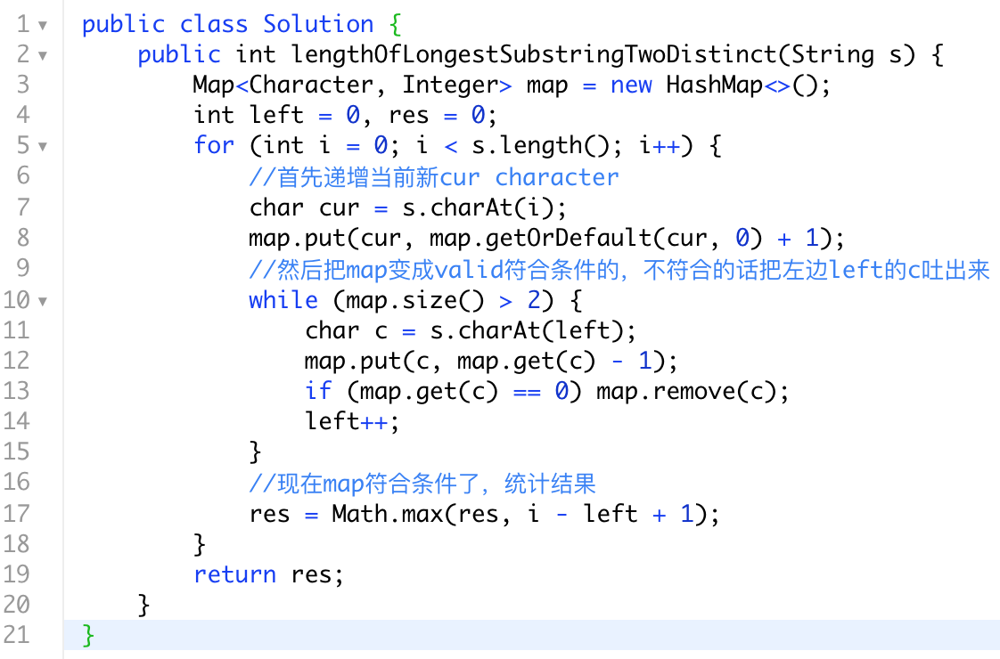 1 public class Solution {
2 public int lengthOfLongestSubstringTwoDistinct(String s) {
3 Map<Character, Integer> map = new HashMap<>();
4 int left = 0, res = 0;
5 for (int i = 0; i < s.length(); i++) {
6 //首先递增当前新cur character
7 char cur = s.charAt(i);
8 map.put(cur, map.getOrDefault(cur, 0) + 1);
9 //然后把map变成valid符合条件的，不符合的话把左边left的c吐出来
10 while (map.size() > 2) {
11 char c = s.charAt(left);
12 map.put(c, map.get(c) - 1);
13 if (map.get(c) == 0) map.remove(c);
14 left++;
15 }
16 //现在map符合条件了，统计结果
17 res = Math.max(res, i - left + 1);
18 }
19 return res;
20 }
21 }